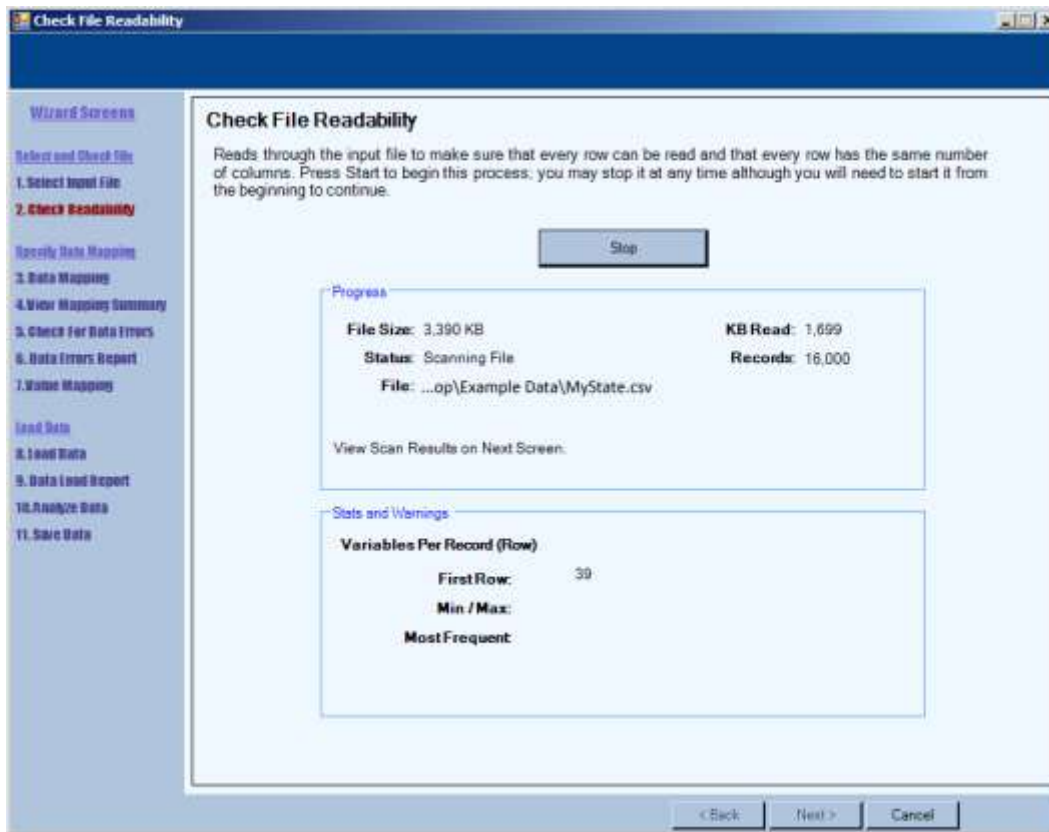 Check File Readability
Wizard Screens
Select and Check File
1. Select Input File
2. Check Readability
Specify Data Mapping
3. Data Mapping
4. View Mapping Summary
5. Check For Data Errors
6. Data Errors Report
7. Value Mapping
Load Data
8. Load Data
9. Data Load Report
10. Analyze Data
11. Save Data
Check File Readability
Reads through the input file to make sure that every row can be read and that every row has the same number
of columns. Press Start to begin this process; you may stop it at any time although you will need to start it from
the beginning to continue.
Stop
Progress
File Size: 3,390 KB KB Read: 1,699
Status: Scanning File Records: 16,000
File: ...op\Example Data\MyState.csv
View Scan Results on Next Screen.
Stats and Warnings
Variables Per Record (Row)
First Row: 39
Min / Max:
Most Frequent:
< Back Next > Cancel